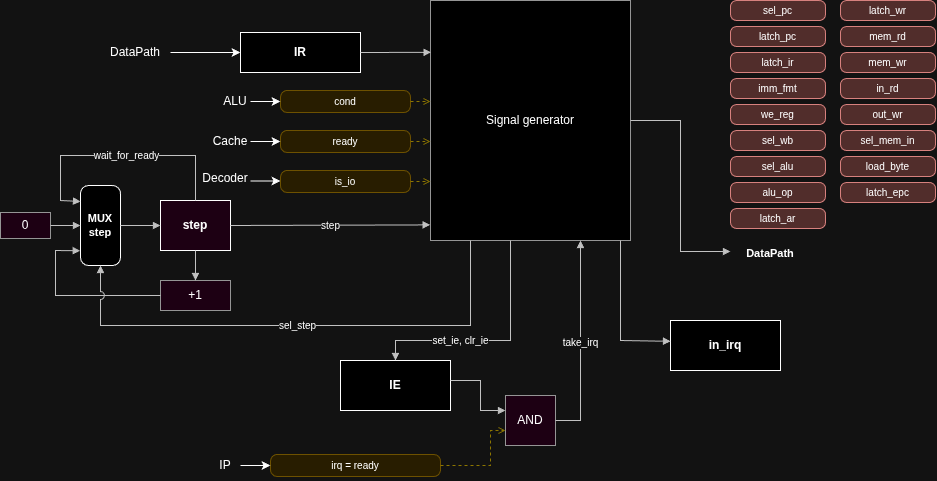 sel_pc
latch_wr
latch_pc
mem_rd
DataPath
IR
latch_ir
mem_wr
imm_fmt
in_rd
ALU
cond
we_reg
out_wr
Signal generator
Cache
ready
sel_wb
sel_mem_in
wait_for_ready
sel_alu
load_byte
Decoder
is_io
alu_op
latch_epc
latch_ar
0
MUX
step
step
step
DataPath
+1
sel_step
set_ie, clr_ie
take_irq
in_irq
IE
AND
IP
irq = ready